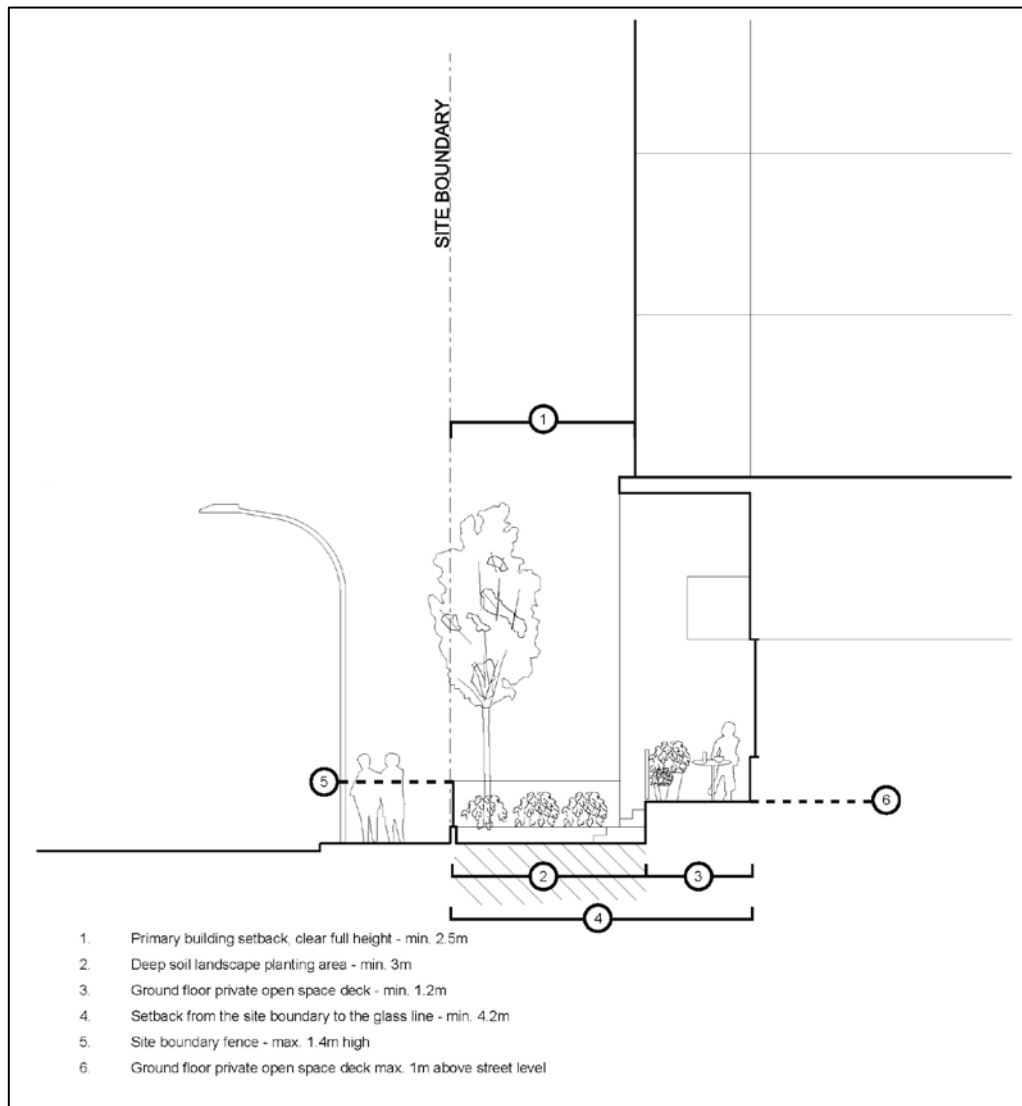 SITE BOUNDARY
1
5
6
2
3
4
1. Primary building setback, clear full height - min. 2.5m
2. Deep soil landscape planting area - min. 3m
3. Ground floor private open space deck - min. 1.2m
4. Setback from the site boundary to the glass line - min. 4.2m
5. Site boundary fence - max. 1.4m high
6. Ground floor private open space deck max. 1m above street level